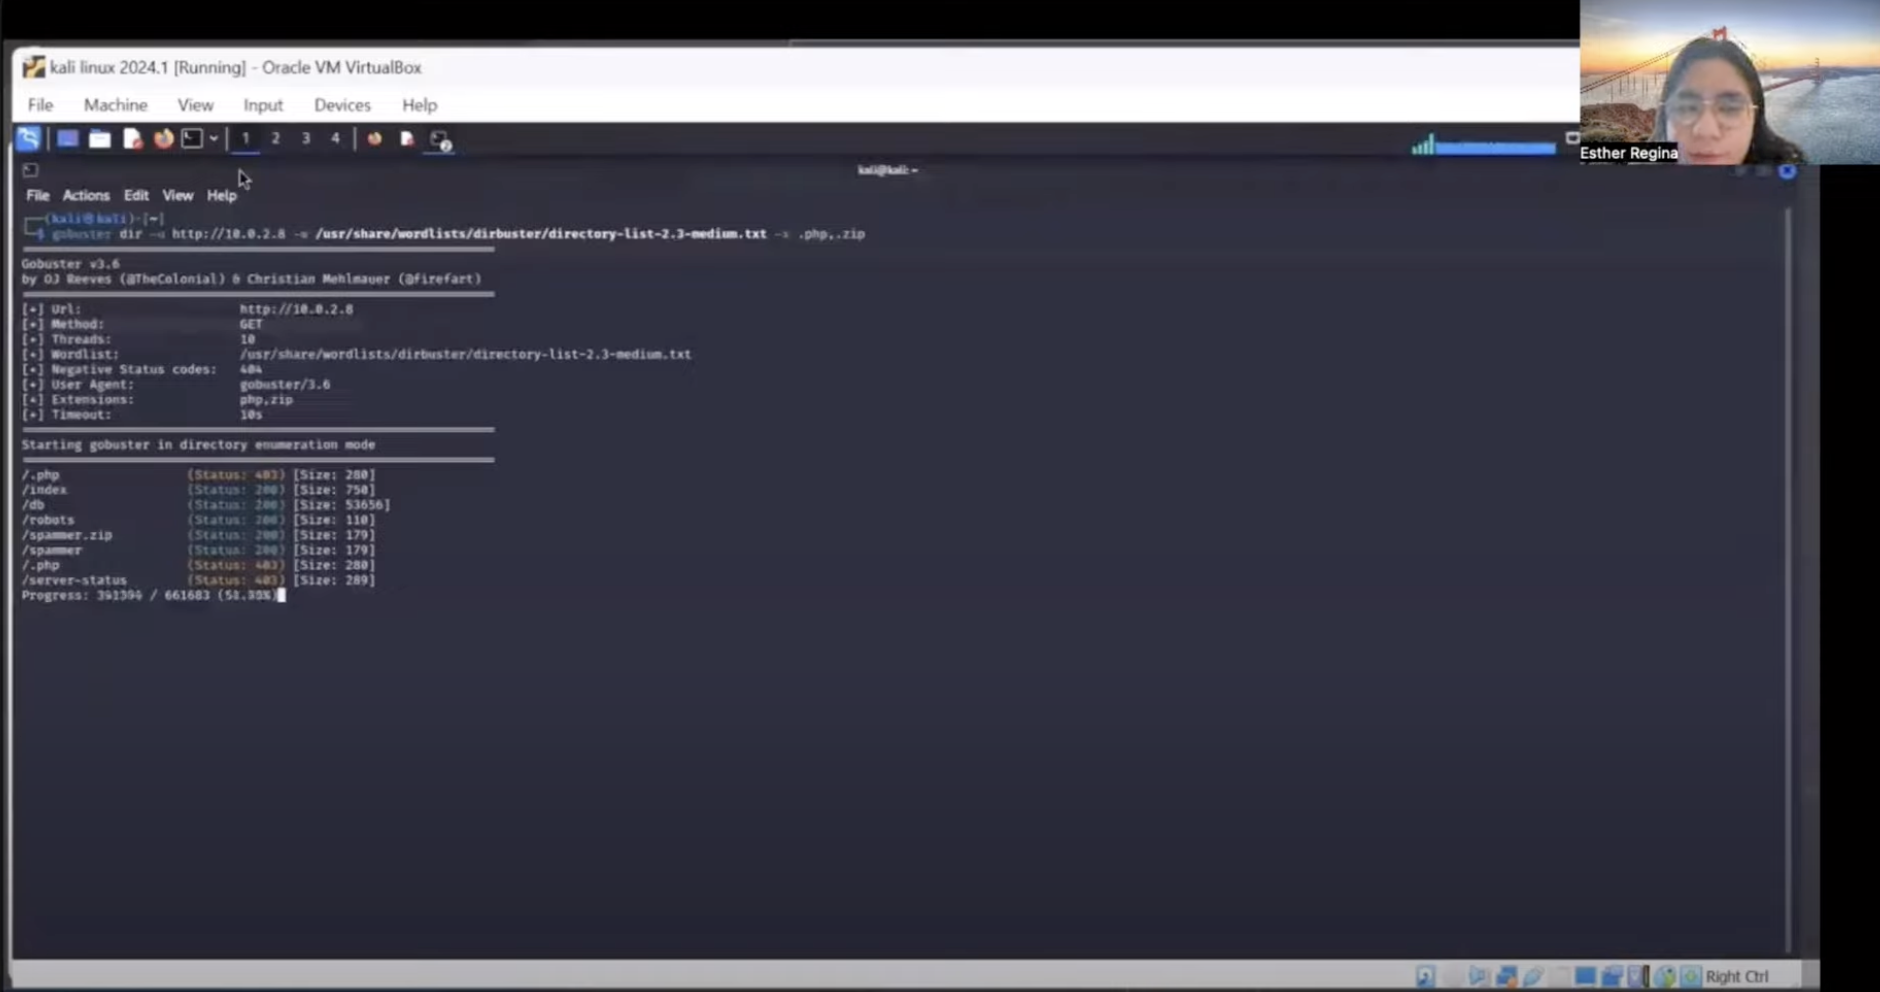 kali linux 2024.1 [Running] - Oracle VM VirtualBox
File Machine View Input Devices Help
1 2 3 4
Esther Regina
kali@kali: ~
File Actions Edit View Help
(kali㉿kali)-[~]
$ gobuster dir -u http://10.0.2.8 -w /usr/share/wordlists/dirbuster/directory-list-2.3-medium.txt -x .php,.zip
Gobuster v3.6
by OJ Reeves (@TheColonial) & Christian Mehlmauer (@firefart)
[+] Url: http://10.0.2.8
[+] Method: GET
[+] Threads: 10
[+] Wordlist: /usr/share/wordlists/dirbuster/directory-list-2.3-medium.txt
[+] Negative Status codes: 404
[+] User Agent: gobuster/3.6
[+] Extensions: php,zip
[+] Timeout: 10s
Starting gobuster in directory enumeration mode
/.php (Status: 403) [Size: 280]
/index (Status: 200) [Size: 750]
/db (Status: 200) [Size: 53656]
/robots (Status: 200) [Size: 110]
/spammer.zip (Status: 200) [Size: 179]
/spammer (Status: 200) [Size: 179]
/.php (Status: 403) [Size: 280]
/server-status (Status: 403) [Size: 289]
Progress: / 661683
Right Ctrl